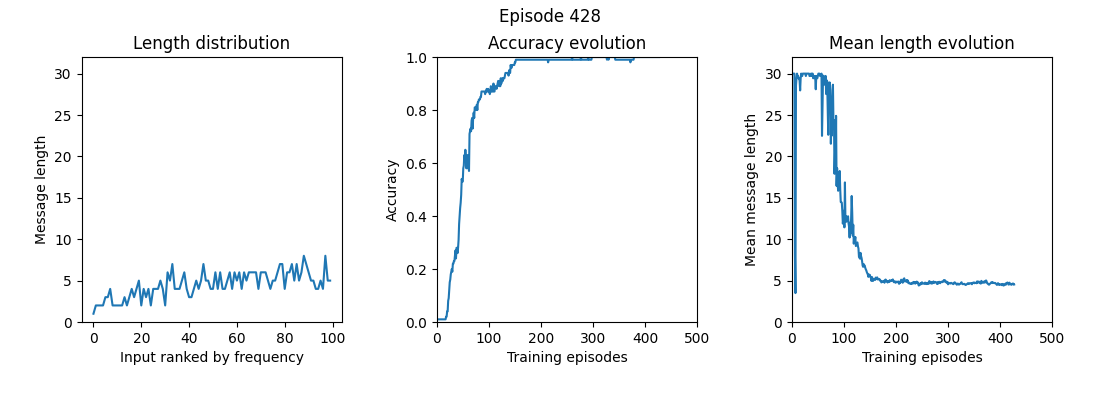 Episode 428
Length distribution
Message length
30
25
20
15
10
5
0
0 20 40 60 80 100
Input ranked by frequency
Accuracy evolution
Accuracy
1.0
0.8
0.6
0.4
0.2
0.0
0 100 200 300 400 500
Training episodes
Mean length evolution
Mean message length
30
25
20
15
10
5
0
0 100 200 300 400 500
Training episodes